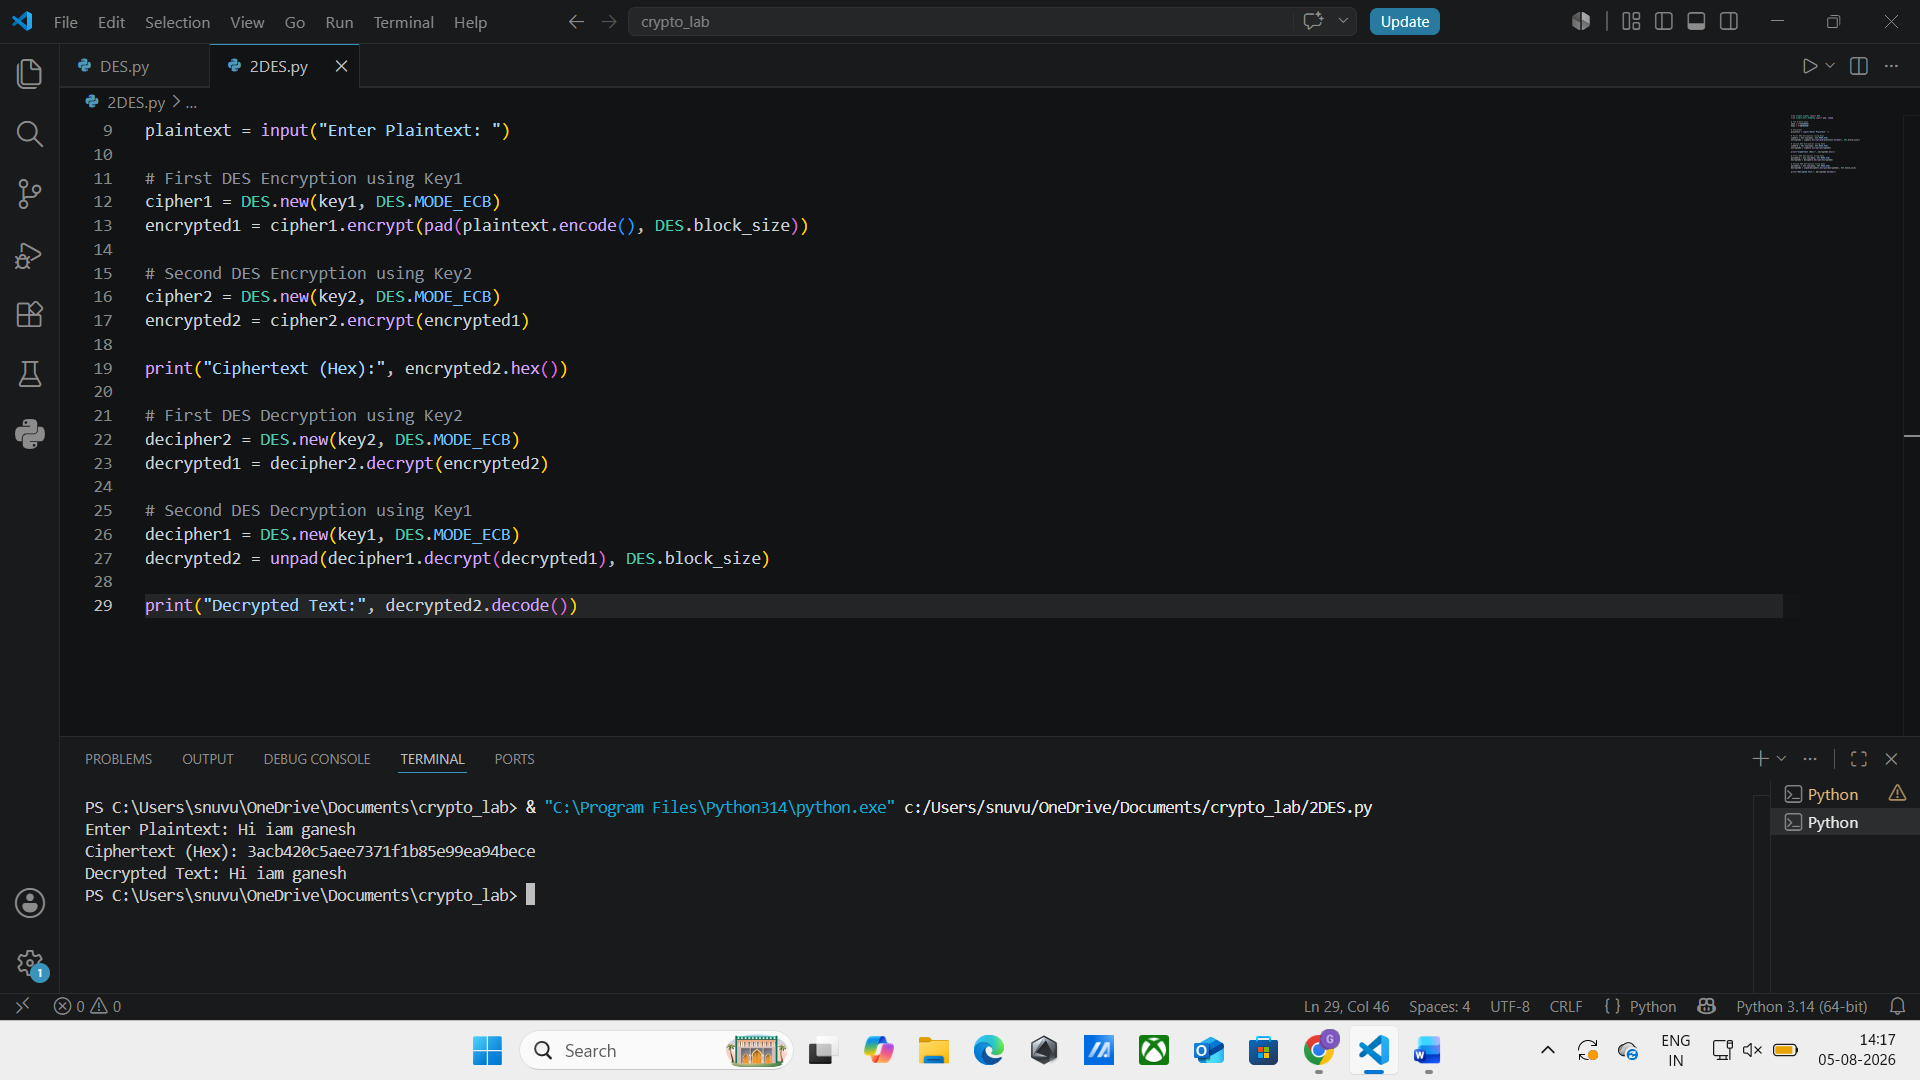 File Edit Selection View Go Run Terminal Help
crypto_lab
Update
DES.py
2DES.py
2DES.py > ...
9 plaintext = input("Enter Plaintext: ")
10
11 # First DES Encryption using Key1
12 cipher1 = DES.new(key1, DES.MODE_ECB)
13 encrypted1 = cipher1.encrypt(pad(plaintext.encode(), DES.block_size))
14
15 # Second DES Encryption using Key2
16 cipher2 = DES.new(key2, DES.MODE_ECB)
17 encrypted2 = cipher2.encrypt(encrypted1)
18
19 print("Ciphertext (Hex):", encrypted2.hex())
20
21 # First DES Decryption using Key2
22 decipher2 = DES.new(key2, DES.MODE_ECB)
23 decrypted1 = decipher2.decrypt(encrypted2)
24
25 # Second DES Decryption using Key1
26 decipher1 = DES.new(key1, DES.MODE_ECB)
27 decrypted2 = unpad(decipher1.decrypt(decrypted1), DES.block_size)
28
29 print("Decrypted Text:", decrypted2.decode())
PROBLEMS OUTPUT DEBUG CONSOLE TERMINAL PORTS
PS C:\Users\snuvu\OneDrive\Documents\crypto_lab> & "C:\Program Files\Python314\python.exe" c:/Users/snuvu/OneDrive/Documents/crypto_lab/2DES.py
Enter Plaintext: Hi iam ganesh
Ciphertext (Hex): 3acb420c5aee7371f1b85e99ea94bece
Decrypted Text: Hi iam ganesh
PS C:\Users\snuvu\OneDrive\Documents\crypto_lab>
Python
Python
1
0 0
Ln 29, Col 46 Spaces: 4 UTF-8 CRLF {} Python Python 3.14 (64-bit)
Search
G
ENG
IN
14:17
05-08-2026